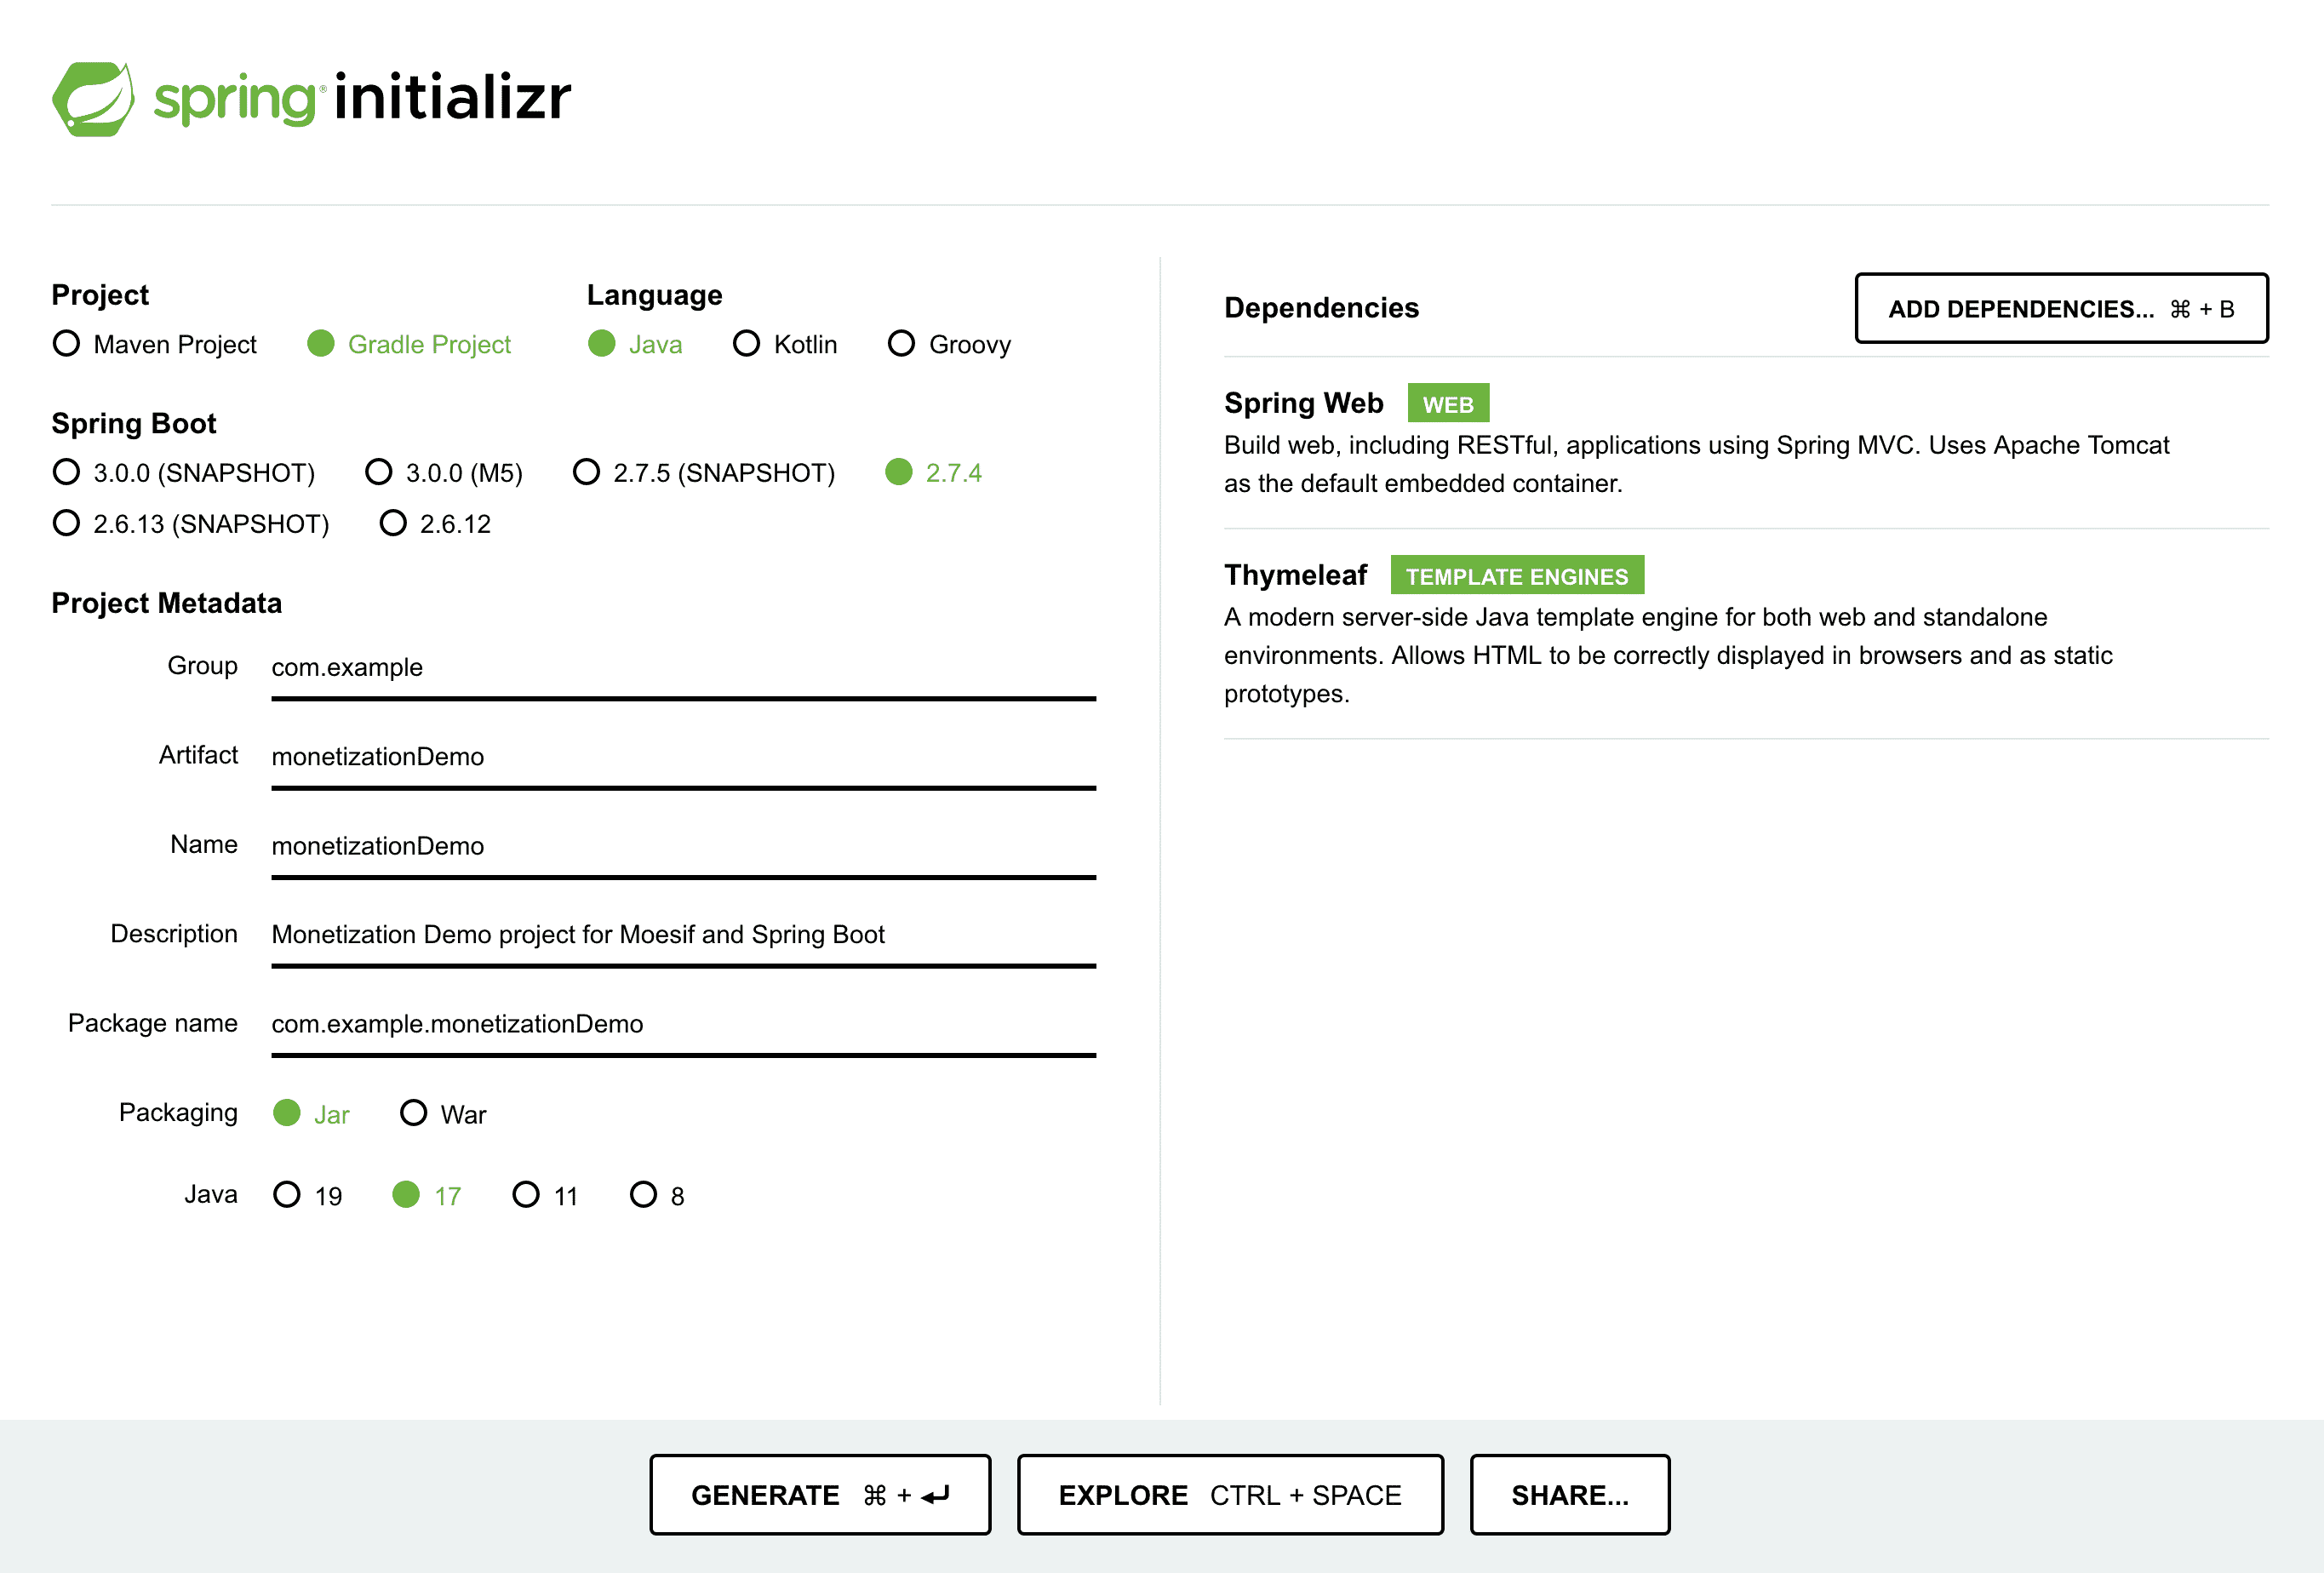 spring® initializr
Project
Maven Project Gradle Project
Language
Java Kotlin Groovy
Spring Boot
3.0.0 (SNAPSHOT) 3.0.0 (M5) 2.7.5 (SNAPSHOT) 2.7.4
2.6.13 (SNAPSHOT) 2.6.12
Project Metadata
Group com.example
Artifact monetizationDemo
Name monetizationDemo
Description Monetization Demo project for Moesif and Spring Boot
Package name com.example.monetizationDemo
Packaging Jar War
Java 19 17 11 8
Dependencies ADD DEPENDENCIES... ⌘ + B
Spring Web WEB
Build web, including RESTful, applications using Spring MVC. Uses Apache Tomcat
as the default embedded container.
Thymeleaf TEMPLATE ENGINES
A modern server-side Java template engine for both web and standalone
environments. Allows HTML to be correctly displayed in browsers and as static
prototypes.
GENERATE ⌘ + ↵ EXPLORE CTRL + SPACE SHARE...